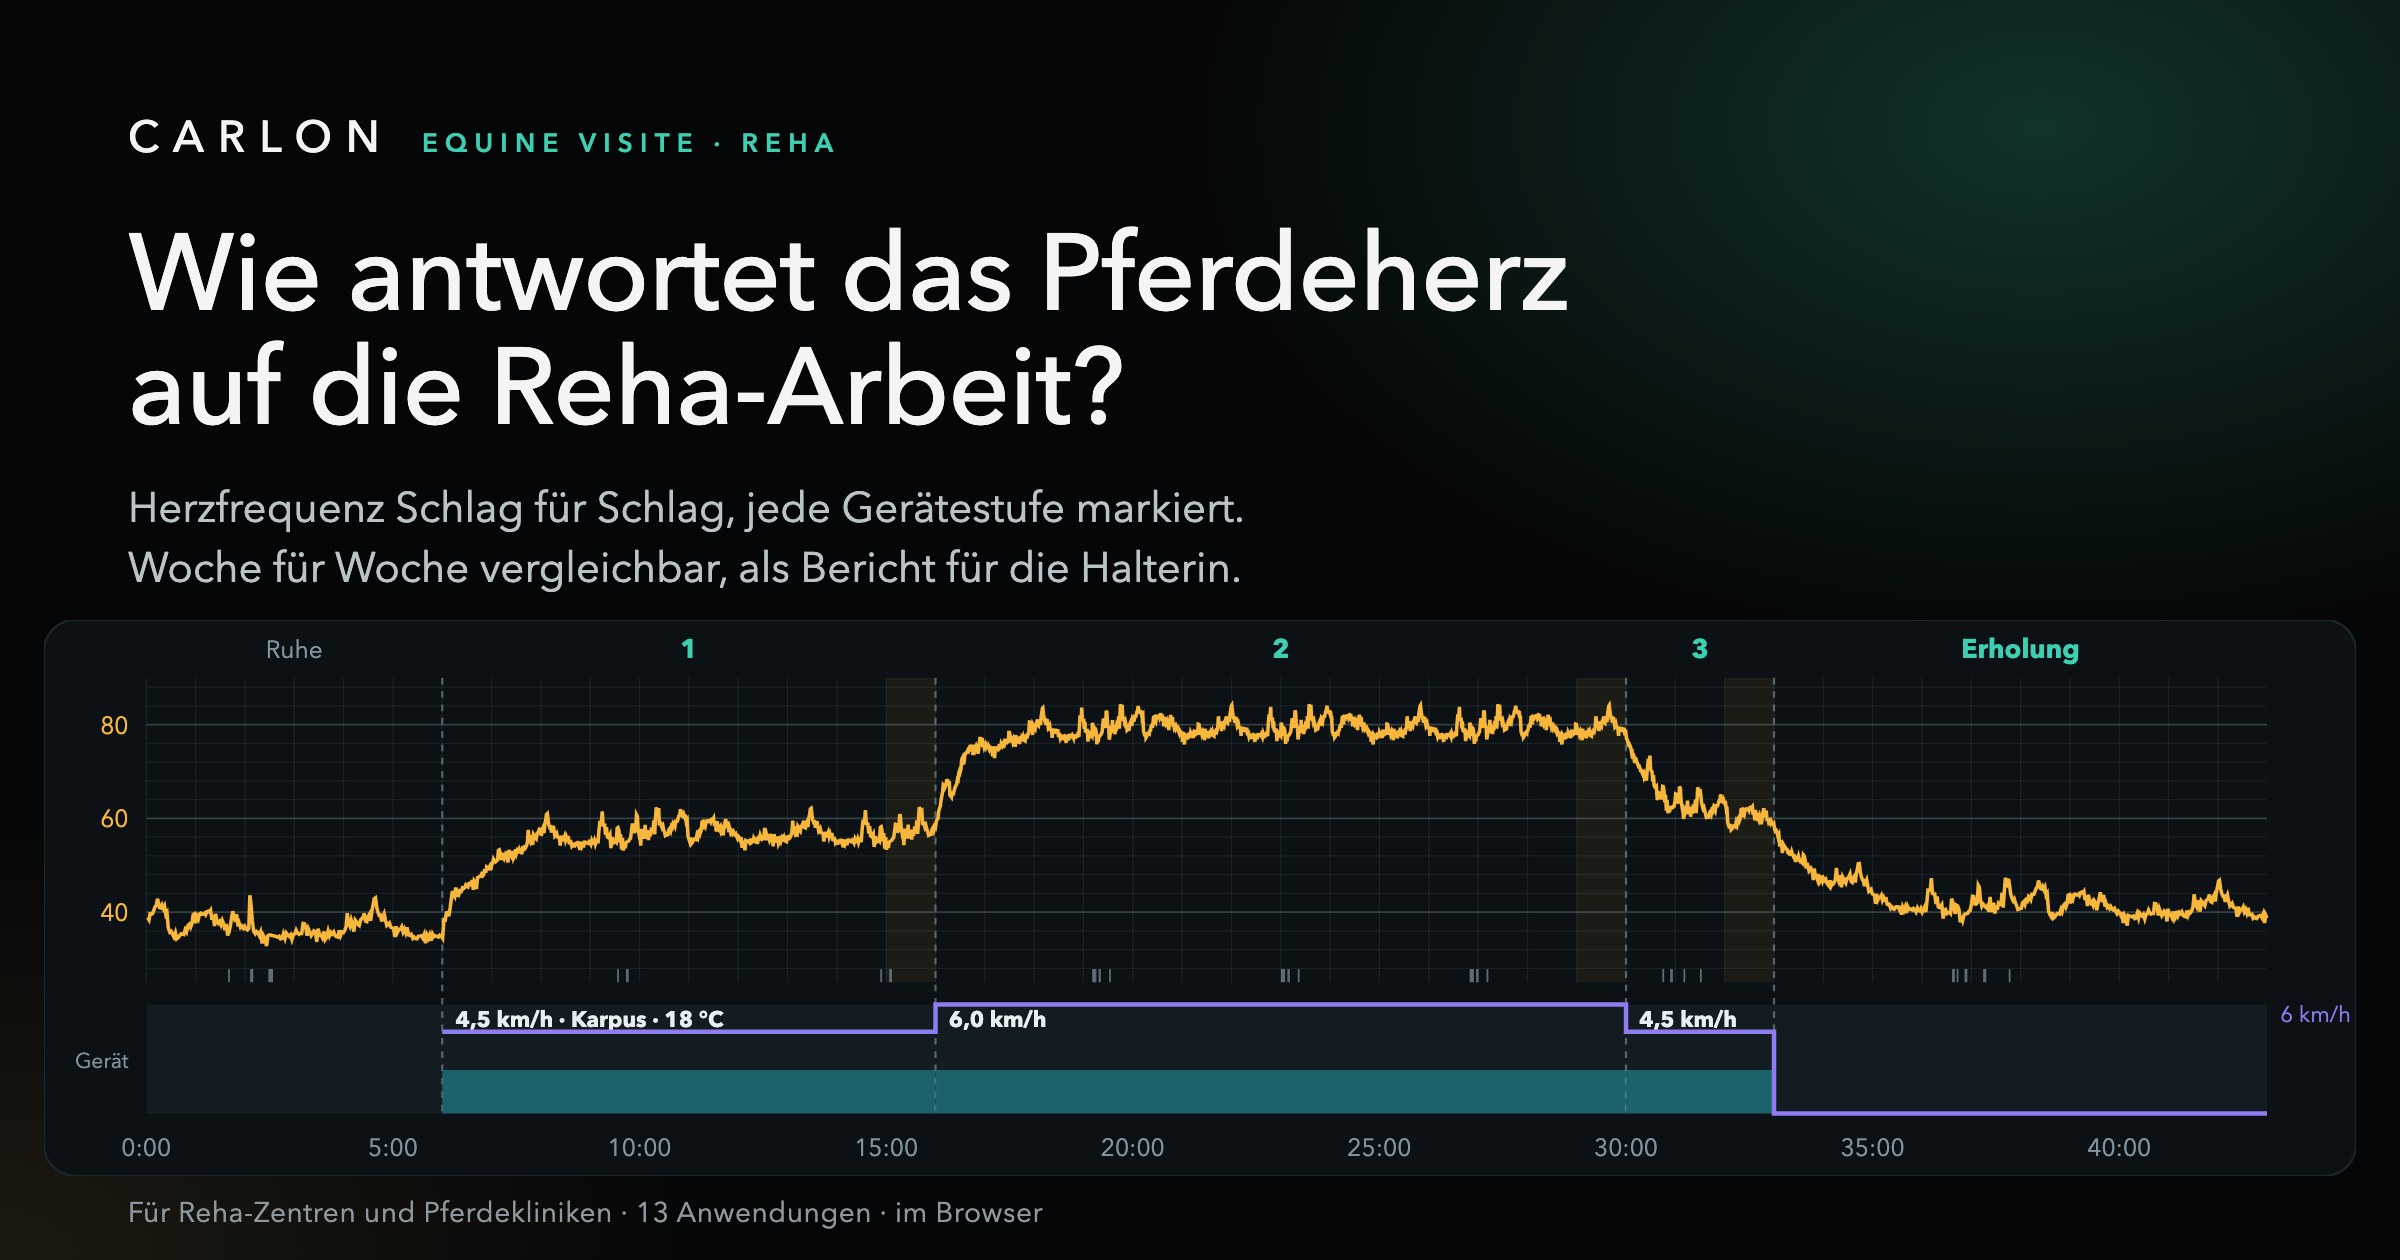 CARLON EQUINE VISITE · REHA
Wie antwortet das Pferdeherz
auf die Reha-Arbeit?
Herzfrequenz Schlag für Schlag, jede Gerätestufe markiert.
Woche für Woche vergleichbar, als Bericht für die Halterin.
Ruhe 1 2 3 Erholung
80
60
40
4,5 km/h · Karpus · 18 °C 6,0 km/h 4,5 km/h 6 km/h
Gerät
0:00 5:00 10:00 15:00 20:00 25:00 30:00 35:00 40:00
Für Reha-Zentren und Pferdekliniken · 13 Anwendungen · im Browser